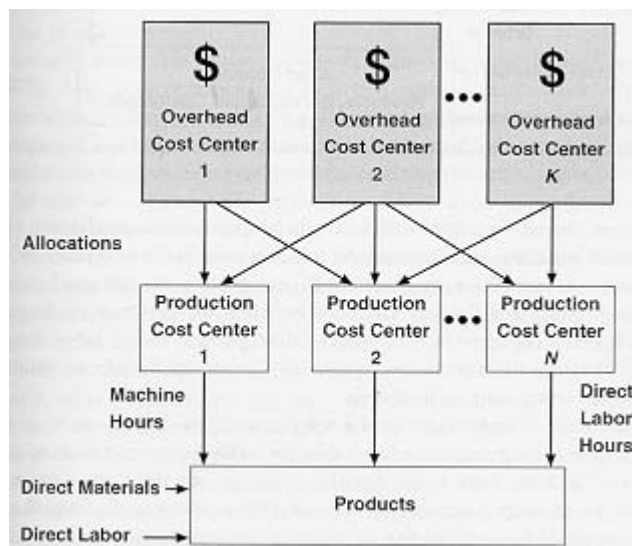 $
Overhead
Cost Center
1
$
Overhead
Cost Center
2
$
Overhead
Cost Center
K
Allocations
Production
Cost Center
1
Production
Cost Center
2
Production
Cost Center
N
Machine
Hours
Direct
Labor
Hours
Direct Materials
Direct Labor
Products